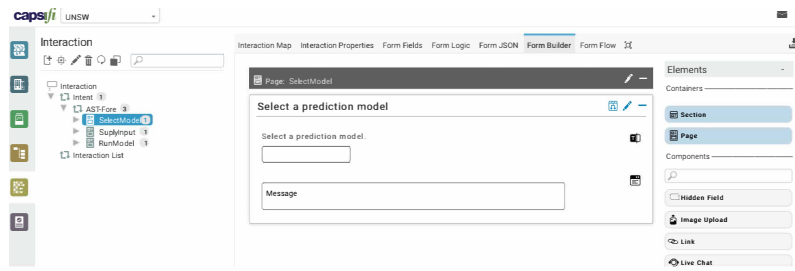 capsifi UNSW
Interaction
Interaction Map Interaction Properties Form Fields Form Logic Form JSON Form Builder Form Flow
Interaction
Intent 1
AST-Fore 3
SelectMode 1
SuplyInput 1
RunModel 1
Interaction List
Page: SelectModel
Select a prediction model
Select a prediction model.
Message
Elements -
Containers
Section
Page
Components
Hidden Field
Image Upload
Link
Live Chat